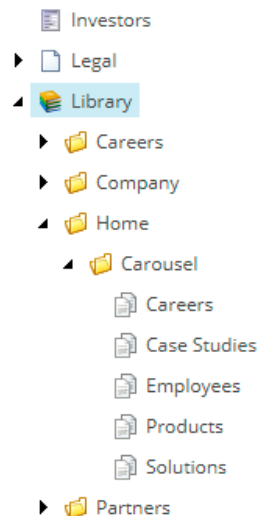 Investors
Legal
Library
Careers
Company
Home
Carousel
Careers
Case Studies
Employees
Products
Solutions
Partners